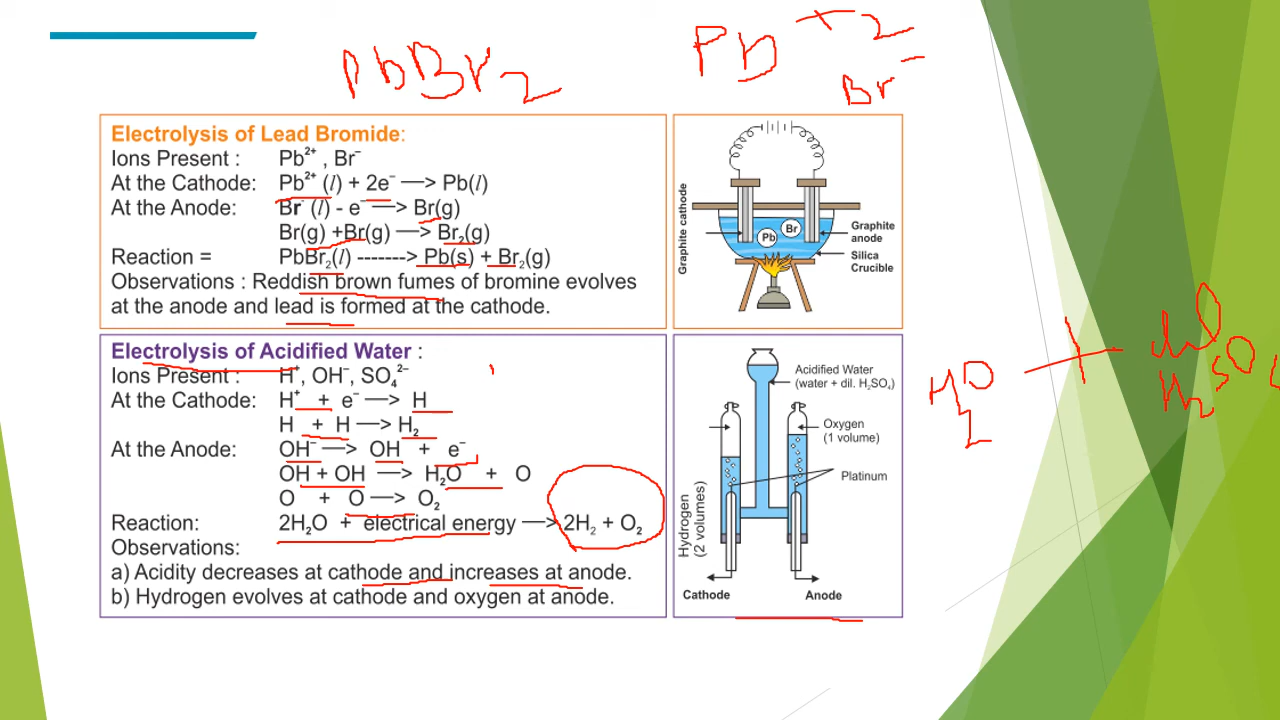 PbBr2
Pb+2
Br-
Electrolysis of Lead Bromide:
Ions Present : Pb²⁺ , Br⁻
At the Cathode: Pb²⁺ (l) + 2e⁻ —> Pb(l)
At the Anode: Br⁻ (l) - e⁻ —> Br(g)
Br(g) +Br(g) —> Br₂(g)
Reaction = PbBr₂(l) -------> Pb(s) + Br₂(g)
Observations : Reddish brown fumes of bromine evolves
at the anode and lead is formed at the cathode.
Graphite cathode
Pb
Br
Graphite
anode
Silica
Crucible
Electrolysis of Acidified Water :
Ions Present : H⁺, OH⁻, SO₄²⁻
At the Cathode: H⁺ + e⁻ —> H
H + H —> H₂
At the Anode: OH⁻ —> OH + e⁻
OH + OH —> H₂O + O
O + O —> O₂
Reaction: 2H₂O + electrical energy —> 2H₂ + O₂
Observations:
a) Acidity decreases at cathode and increases at anode.
b) Hydrogen evolves at cathode and oxygen at anode.
Acidified Water
(water + dil. H₂SO₄)
Oxygen
(1 volume)
Platinum
Hydrogen
(2 volumes)
Cathode
Anode
H2O + dil
H2SO4